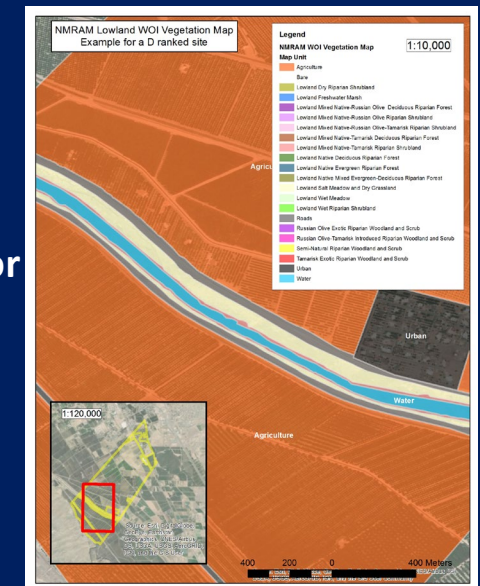 NMRAM Lowland WOI Vegetation Map
Example for a D ranked site
Legend
NMRAM WOI Vegetation Map
1:10,000
Map Unit
Agriculture
Bare
Lowland Dry Riparian Shrubland
Lowland Freshwater Marsh
Lowland Mixed Native-Russian Olive Deciduous Riparian Forest
Lowland Mixed Native-Russian Olive Riparian Shrubland
Lowland Mixed Native-Russian Olive-Tamarisk Riparian Shrubland
Lowland Mixed Native-Tamarisk Deciduous Riparian Forest
Lowland Mixed Native-Tamarisk Riparian Shrubland
Lowland Native Deciduous Riparian Forest
Lowland Native Evergreen Riparian Forest
Lowland Native Mixed Evergreen-Deciduous Riparian Forest
Lowland Salt Meadow and Dry Grassland
Lowland Wet Meadow
Lowland Wet Riparian Shrubland
Roads
Russian Olive Exotic Riparian Woodland and Scrub
Russian Olive-Tamarisk Introduced Riparian Woodland and Scrub
Semi-Natural Riparian Woodland and Scrub
Tamarisk Exotic Riparian Woodland and Scrub
Urban
Water
Agricu
or
Urban
Water
1:120,000
Agriculture
400 200 0 400 Meters